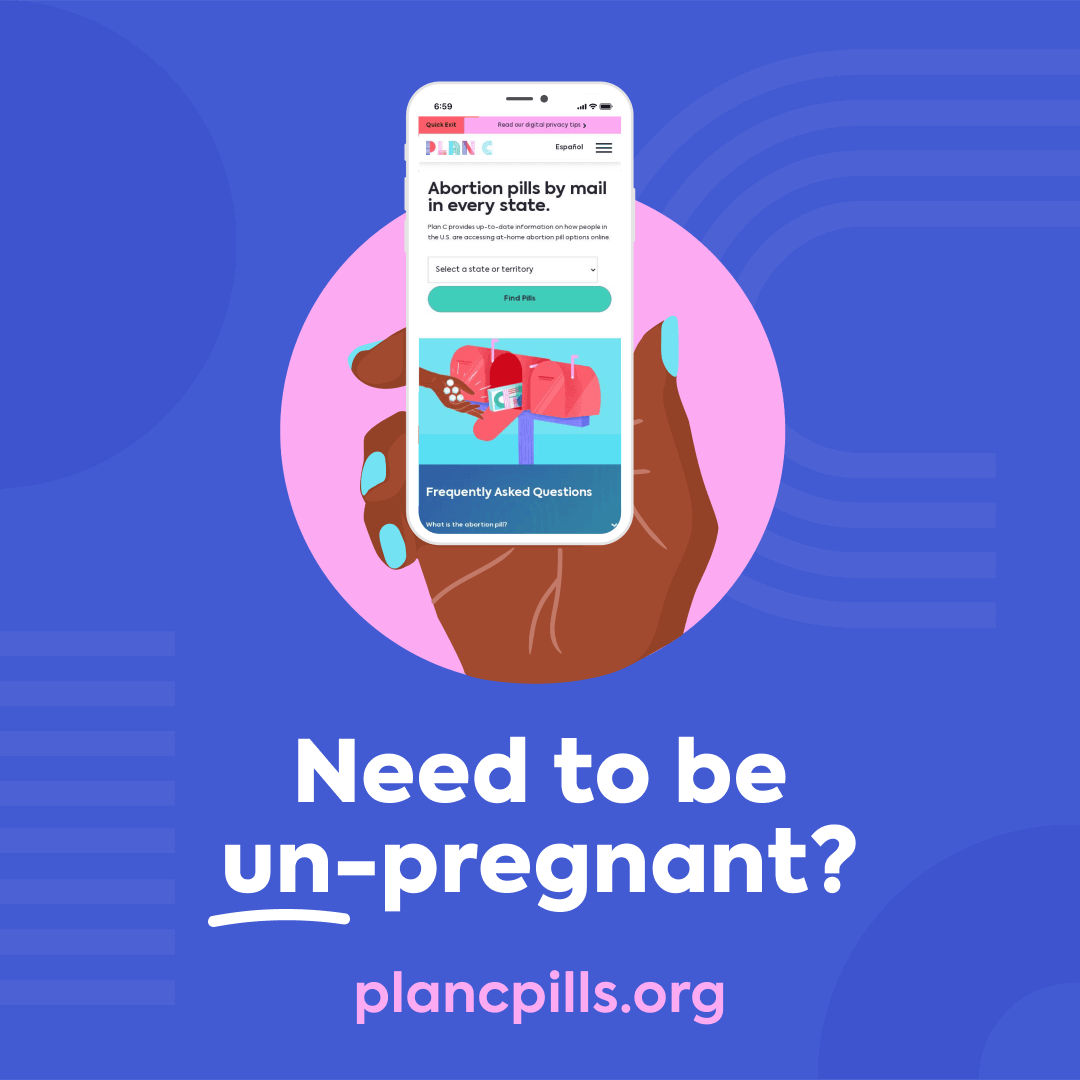 6:59
Quick Exit
Read our digital privacy tips
PLAN C
Español
Abortion pills by mail
in every state.
Plan C provides up-to-date information on how people in
the U.S. are accessing at-home abortion pill options online.
Select a state or territory
Find Pills
Frequently Asked Questions
What is the abortion pill?
Need to be
un-pregnant?
plancpills.org